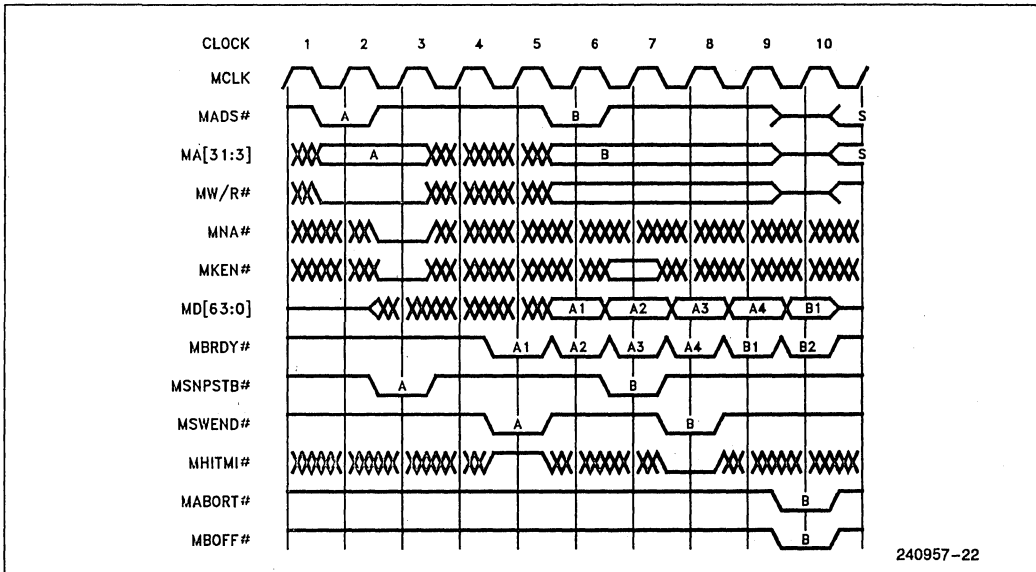 CLOCK 1 2 3 4 5 6 7 8 9 10
MCLK
MADS# A B S
MA[31:3] A B S
MW/R#
MNA#
MKEN#
MD[63:0] A1 A2 A3 A4 B1
MBRDY# A1 A2 A3 A4 B1 B2
MSNPSTB# A B
MSWEND# A B
MHITMI#
MABORT# B
MBOFF# B
240957-22